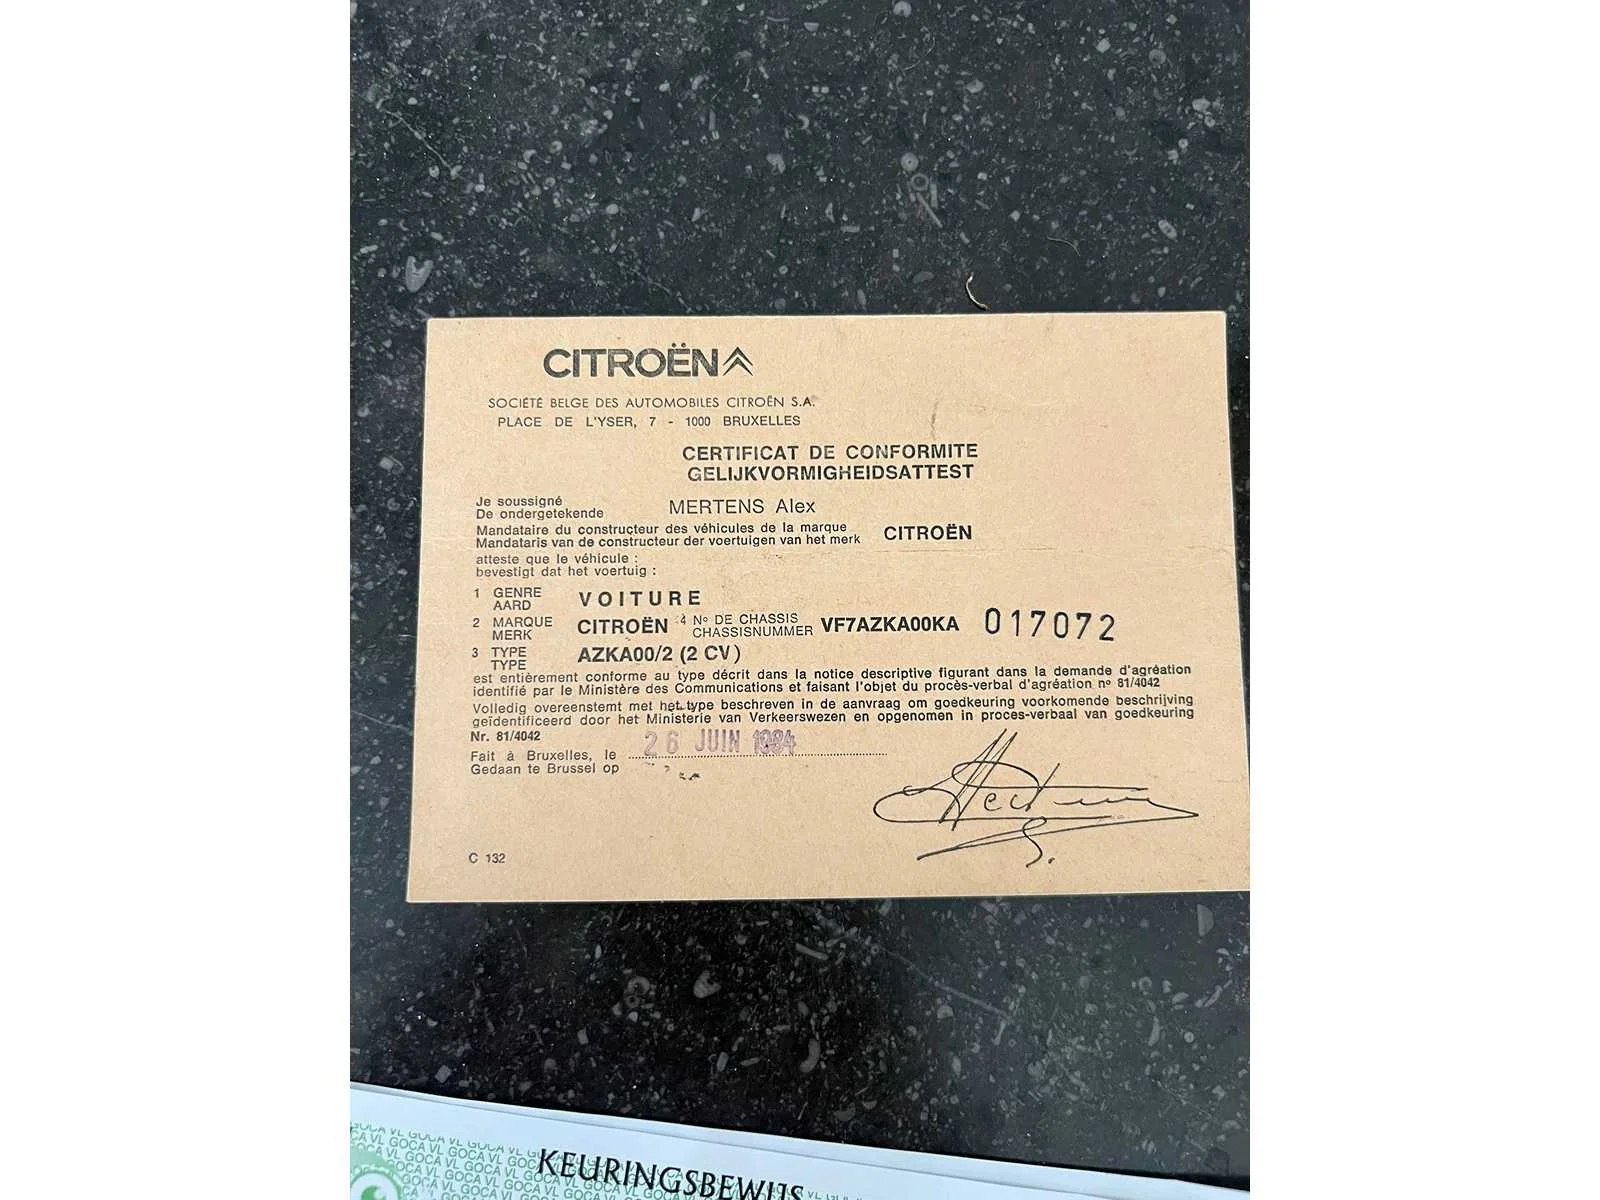 CITROËN
SOCIÉTÉ BELGE DES AUTOMOBILES CITROËN S.A.
PLACE DE L'YSER, 7 - 1000 BRUXELLES
CERTIFICAT DE CONFORMITE
GELIJKVORMIGHEIDSATTEST
Je soussigné
De ondergetekende
MERTENS Alex
Mandataire du constructeur des véhicules de la marque
Mandataris van de constructeur der voertuigen van het merk
CITROËN
atteste que le véhicule :
bevestigt dat het voertuig :
1 GENRE
AARD
VOITURE
2 MARQUE
MERK
CITROËN
4 No DE CHASSIS
CHASSISNUMMER
VF7AZKA00KA 017072
3 TYPE
TYPE
AZKA00/2 (2 CV)
est entièrement conforme au type décrit dans la notice descriptive figurant dans la demande d'agréation
identifié par le Ministère des Communications et faisant l'objet du procès-verbal d'agréation no 81/4042
Volledig overeenstemt met het type beschreven in de aanvraag om goedkeuring voorkomende beschrijving
geïdentificeerd door het Ministerie van Verkeerswezen en opgenomen in proces-verbaal van goedkeuring
Nr. 81/4042
Fait à Bruxelles, le
Gedaan te Brussel op
26 JUIN 1984
C 132
KEURINGSBEWIJS